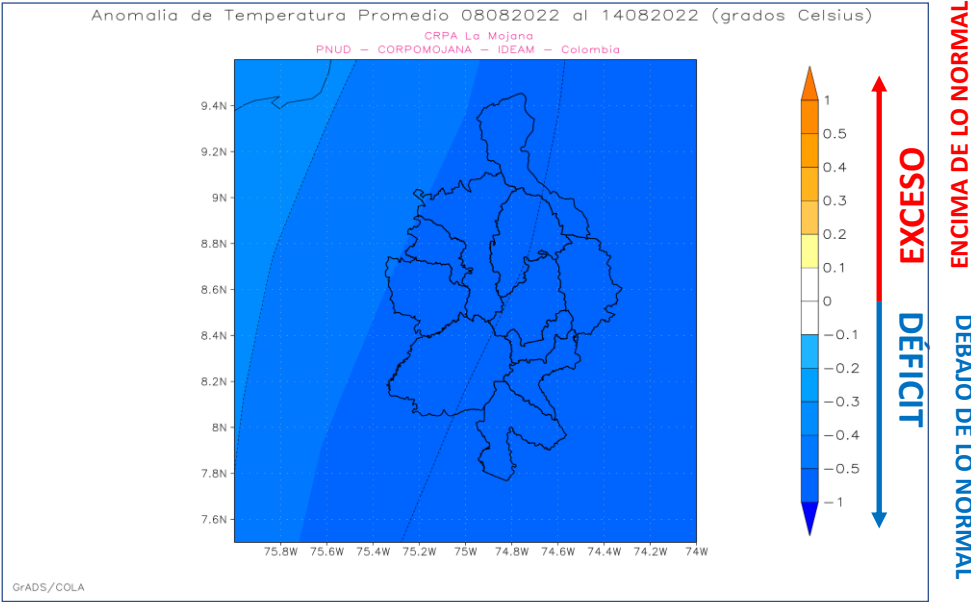 Anomalia de Temperatura Promedio 08082022 al 14082022 (grados Celsius)
CRPA La Mojana
PNUD – CORPOMOJANA – IDEAM – Colombia
9.4N
9.2N
9N
8.8N
8.6N
8.4N
8.2N
8N
7.8N
7.6N
75.8W 75.6W 75.4W 75.2W 75W 74.8W 74.6W 74.4W 74.2W 74W
1
0.5
0.4
0.3
0.2
0.1
0
−0.1
−0.2
−0.3
−0.4
−0.5
−1
EXCESO
DÉFICIT
ENCIMA DE LO NORMAL
DEBAJO DE LO NORMAL
GrADS/COLA